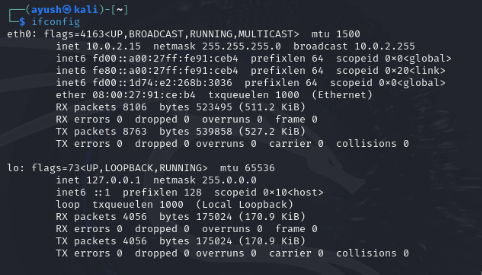 ┌──(ayush㉿kali)-[~]
└─$ ifconfig
eth0: flags=4163<UP,BROADCAST,RUNNING,MULTICAST>  mtu 1500
        inet 10.0.2.15  netmask 255.255.255.0  broadcast 10.0.2.255
        inet6 fd00::a00:27ff:fe91:ceb4  prefixlen 64  scopeid 0×0<global>
        inet6 fe80::a00:27ff:fe91:ceb4  prefixlen 64  scopeid 0×20<link>
        inet6 fd00::1d74:e2:268b:3036  prefixlen 64  scopeid 0×0<global>
        ether 08:00:27:91:ce:b4  txqueuelen 1000  (Ethernet)
        RX packets 8106  bytes 523495 (511.2 KiB)
        RX errors 0  dropped 0  overruns 0  frame 0
        TX packets 8763  bytes 539858 (527.2 KiB)
        TX errors 0  dropped 0 overruns 0  carrier 0  collisions 0

lo: flags=73<UP,LOOPBACK,RUNNING>  mtu 65536
        inet 127.0.0.1  netmask 255.0.0.0
        inet6 ::1  prefixlen 128  scopeid 0×10<host>
        loop  txqueuelen 1000  (Local Loopback)
        RX packets 4056  bytes 175024 (170.9 KiB)
        RX errors 0  dropped 0  overruns 0  frame 0
        TX packets 4056  bytes 175024 (170.9 KiB)
        TX errors 0  dropped 0 overruns 0  carrier 0  collisions 0